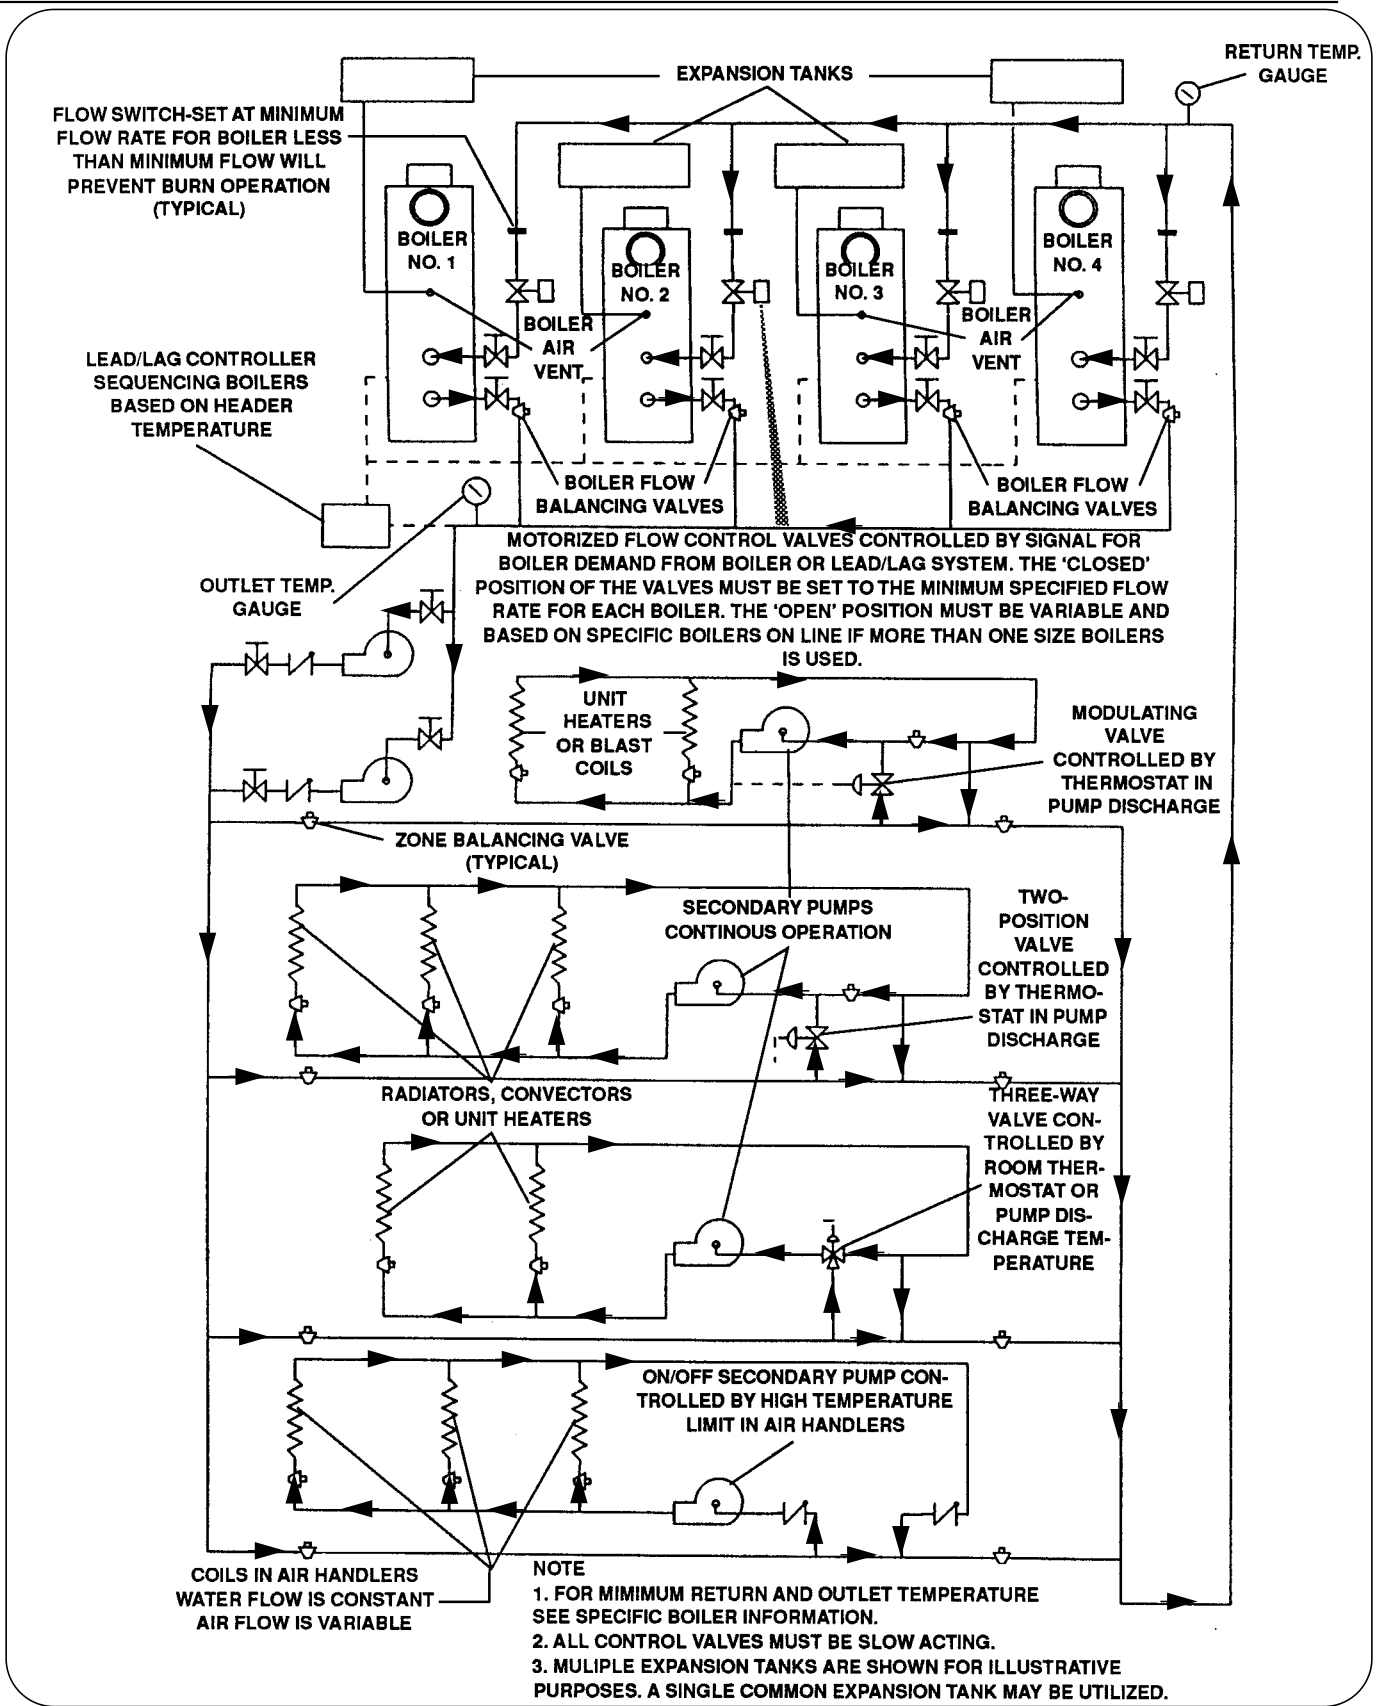 RETURN TEMP.
GAUGE
EXPANSION TANKS
FLOW SWITCH-SET AT MINIMUM
FLOW RATE FOR BOILER LESS
THAN MINIMUM FLOW WILL
PREVENT BURN OPERATION
(TYPICAL)
BOILER
NO. 1
BOILER
NO. 2
BOILER
NO. 3
BOILER
NO. 4
BOILER
AIR
VENT
BOILER
AIR
VENT
LEAD/LAG CONTROLLER
SEQUENCING BOILERS
BASED ON HEADER
TEMPERATURE
BOILER FLOW
BALANCING VALVES
BOILER FLOW
BALANCING VALVES
OUTLET TEMP.
GAUGE
MOTORIZED FLOW CONTROL VALVES CONTROLLED BY SIGNAL FOR
BOILER DEMAND FROM BOILER OR LEAD/LAG SYSTEM. THE ‘CLOSED’
POSITION OF THE VALVES MUST BE SET TO THE MINIMUM SPECIFIED FLOW
RATE FOR EACH BOILER. THE ‘OPEN’ POSITION MUST BE VARIABLE AND
BASED ON SPECIFIC BOILERS ON LINE IF MORE THAN ONE SIZE BOILERS
IS USED.
UNIT
HEATERS
OR BLAST
COILS
MODULATING
VALVE
CONTROLLED BY
THERMOSTAT IN
PUMP DISCHARGE
ZONE BALANCING VALVE
(TYPICAL)
SECONDARY PUMPS
CONTINOUS OPERATION
TWO-
POSITION
VALVE
CONTROLLED
BY THERMO-
STAT IN PUMP
DISCHARGE
RADIATORS, CONVECTORS
OR UNIT HEATERS
THREE-WAY
VALVE CON-
TROLLED BY
ROOM THER-
MOSTAT OR
PUMP DIS-
CHARGE TEM-
PERATURE
ON/OFF SECONDARY PUMP CON-
TROLLED BY HIGH TEMPERATURE
LIMIT IN AIR HANDLERS
COILS IN AIR HANDLERS
WATER FLOW IS CONSTANT
AIR FLOW IS VARIABLE
NOTE
1. FOR MIMIMUM RETURN AND OUTLET TEMPERATURE
SEE SPECIFIC BOILER INFORMATION.
2. ALL CONTROL VALVES MUST BE SLOW ACTING.
3. MULIPLE EXPANSION TANKS ARE SHOWN FOR ILLUSTRATIVE
PURPOSES. A SINGLE COMMON EXPANSION TANK MAY BE UTILIZED.